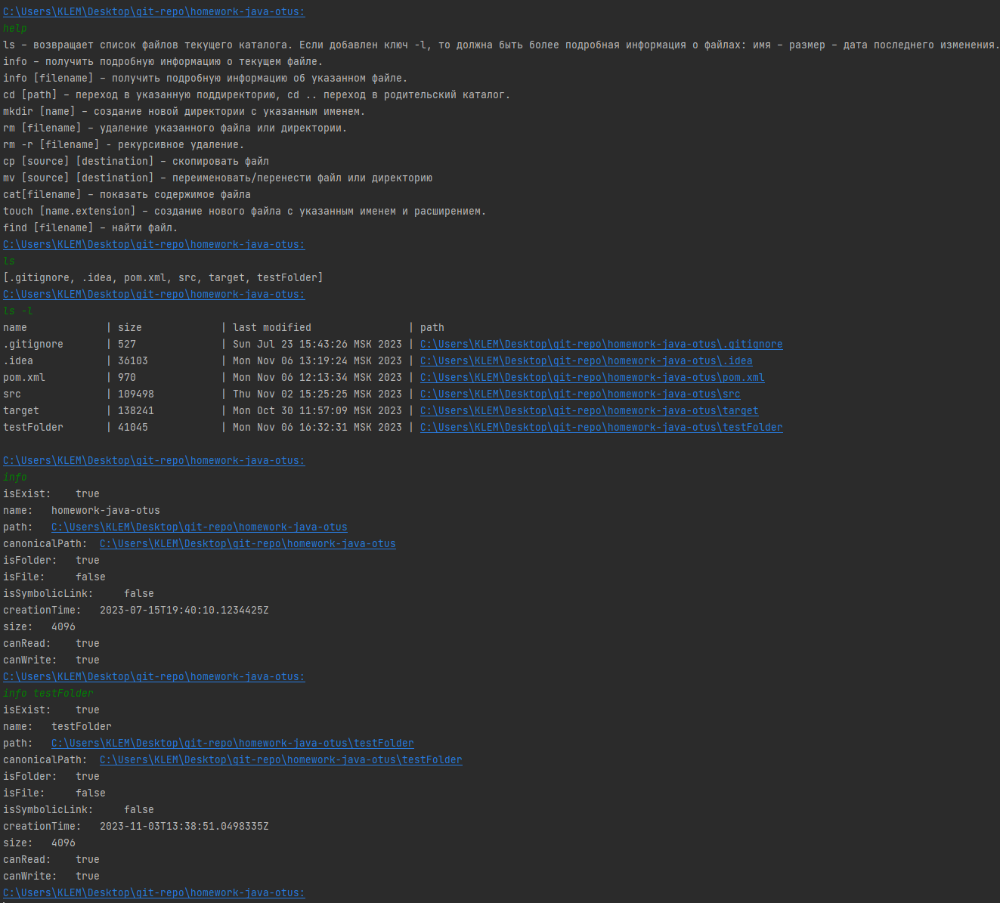 C:\Users\KLEM\Desktop\git-repo\homework-java-otus:
help
ls – возвращает список файлов текущего каталога. Если добавлен ключ -l, то должна быть более подробная информация о файлах: имя – размер – дата последнего изменения.
info – получить подробную информацию о текущем файле.
info [filename] – получить подробную информацию об указанном файле.
cd [path] – переход в указанную поддиректорию, cd .. переход в родительский каталог.
mkdir [name] – создание новой директории с указанным именем.
rm [filename] – удаление указанного файла или директории.
rm -r [filename] - рекурсивное удаление.
cp [source] [destination] – скопировать файл
mv [source] [destination] – переименовать/перенести файл или директорию
cat[filename] – показать содержимое файла
touch [name.extension] – создание нового файла с указанным именем и расширением.
find [filename] – найти файл.
C:\Users\KLEM\Desktop\git-repo\homework-java-otus:
ls
[.gitignore, .idea, pom.xml, src, target, testFolder]
C:\Users\KLEM\Desktop\git-repo\homework-java-otus:
ls -l
name | size | last modified | path
.gitignore | 527 | Sun Jul 23 15:43:26 MSK 2023 | C:\Users\KLEM\Desktop\git-repo\homework-java-otus\.gitignore
.idea | 36103 | Mon Nov 06 13:19:24 MSK 2023 | C:\Users\KLEM\Desktop\git-repo\homework-java-otus\.idea
pom.xml | 970 | Mon Nov 06 12:13:34 MSK 2023 | C:\Users\KLEM\Desktop\git-repo\homework-java-otus\pom.xml
src | 109498 | Thu Nov 02 15:25:25 MSK 2023 | C:\Users\KLEM\Desktop\git-repo\homework-java-otus\src
target | 138241 | Mon Oct 30 11:57:09 MSK 2023 | C:\Users\KLEM\Desktop\git-repo\homework-java-otus\target
testFolder | 41045 | Mon Nov 06 16:32:31 MSK 2023 | C:\Users\KLEM\Desktop\git-repo\homework-java-otus\testFolder
C:\Users\KLEM\Desktop\git-repo\homework-java-otus:
info
isExist: true
name: homework-java-otus
path: C:\Users\KLEM\Desktop\git-repo\homework-java-otus
canonicalPath: C:\Users\KLEM\Desktop\git-repo\homework-java-otus
isFolder: true
isFile: false
isSymbolicLink: false
creationTime: 2023-07-15T19:40:10.1234425Z
size: 4096
canRead: true
canWrite: true
C:\Users\KLEM\Desktop\git-repo\homework-java-otus:
info testFolder
isExist: true
name: testFolder
path: C:\Users\KLEM\Desktop\git-repo\homework-java-otus\testFolder
canonicalPath: C:\Users\KLEM\Desktop\git-repo\homework-java-otus\testFolder
isFolder: true
isFile: false
isSymbolicLink: false
creationTime: 2023-11-03T13:38:51.0498335Z
size: 4096
canRead: true
canWrite: true
C:\Users\KLEM\Desktop\git-repo\homework-java-otus: